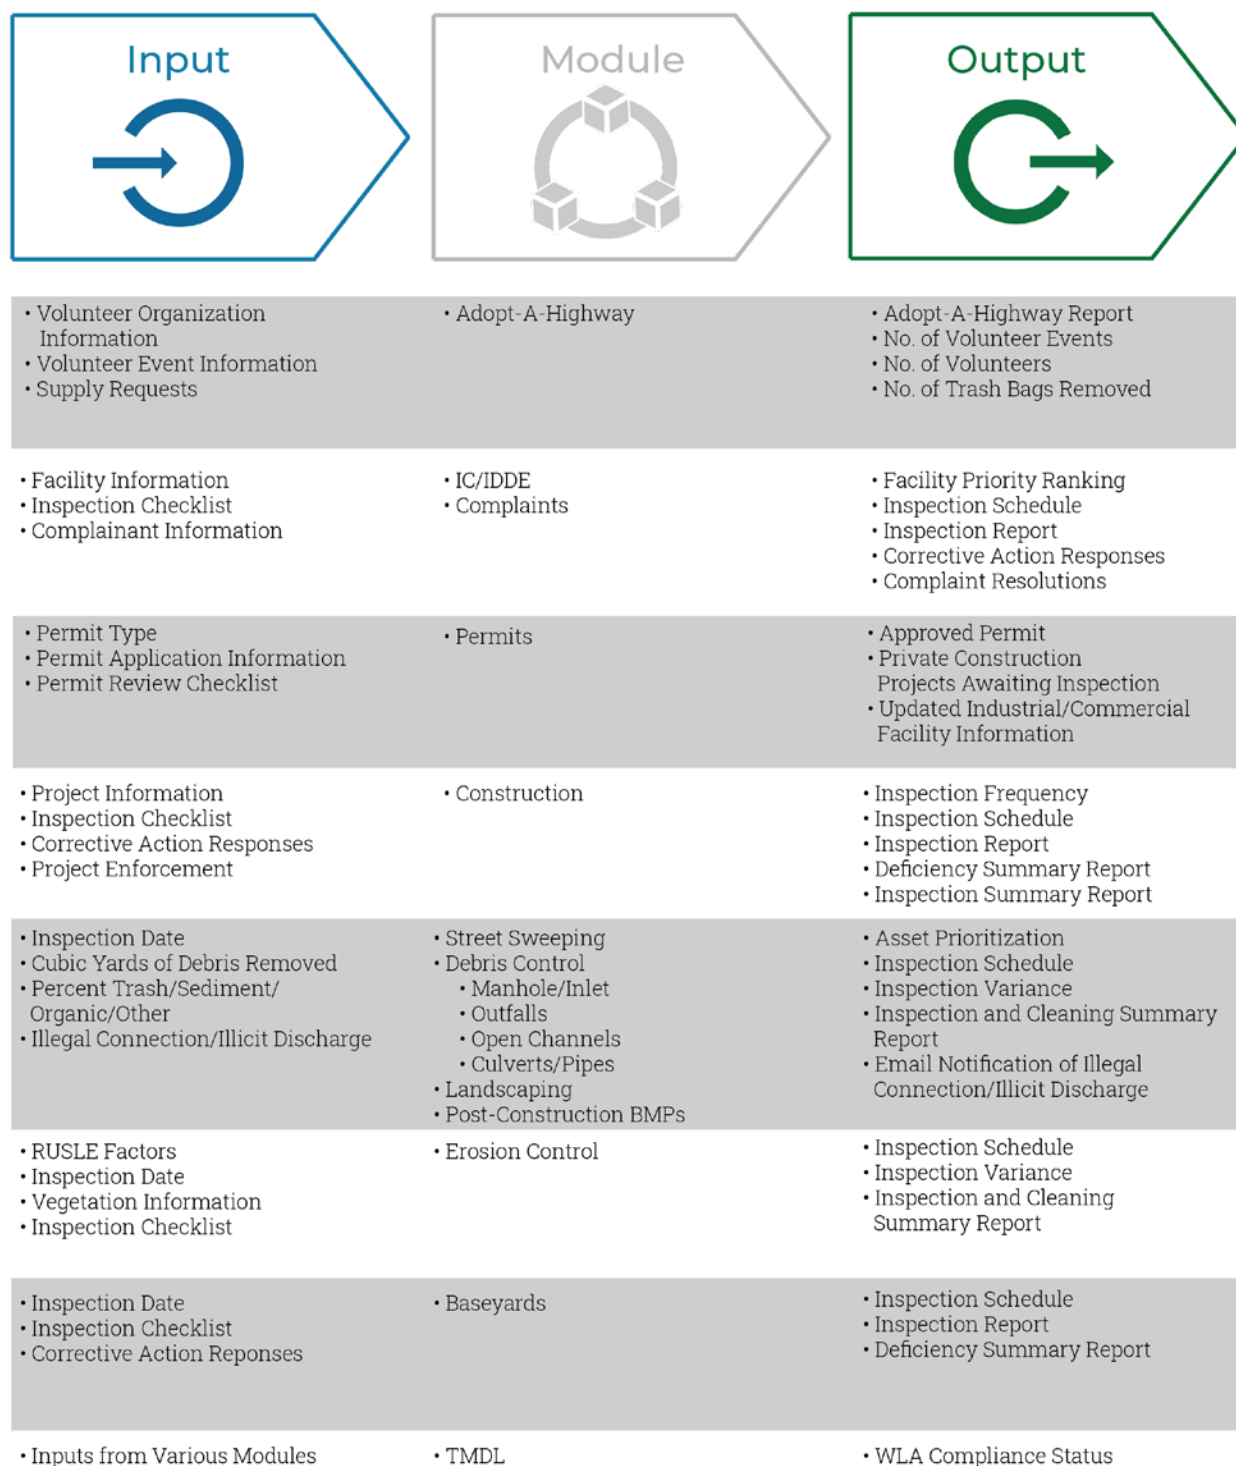 Input
Module
Output
• Volunteer Organization
Information
• Volunteer Event Information
• Supply Requests
• Adopt-A-Highway
• Adopt-A-Highway Report
• No. of Volunteer Events
• No. of Volunteers
• No. of Trash Bags Removed
• Facility Information
• Inspection Checklist
• Complainant Information
• IC/IDDE
• Complaints
• Facility Priority Ranking
• Inspection Schedule
• Inspection Report
• Corrective Action Responses
• Complaint Resolutions
• Permit Type
• Permit Application Information
• Permit Review Checklist
• Permits
• Approved Permit
• Private Construction
Projects Awaiting Inspection
• Updated Industrial/Commercial
Facility Information
• Project Information
• Inspection Checklist
• Corrective Action Responses
• Project Enforcement
• Construction
• Inspection Frequency
• Inspection Schedule
• Inspection Report
• Deficiency Summary Report
• Inspection Summary Report
• Inspection Date
• Cubic Yards of Debris Removed
• Percent Trash/Sediment/
Organic/Other
• Illegal Connection/Illicit Discharge
• Street Sweeping
• Debris Control
• Manhole/Inlet
• Outfalls
• Open Channels
• Culverts/Pipes
• Landscaping
• Post-Construction BMPs
• Asset Prioritization
• Inspection Schedule
• Inspection Variance
• Inspection and Cleaning Summary
Report
• Email Notification of Illegal
Connection/Illicit Discharge
• RUSLE Factors
• Inspection Date
• Vegetation Information
• Inspection Checklist
• Erosion Control
• Inspection Schedule
• Inspection Variance
• Inspection and Cleaning
Summary Report
• Inspection Date
• Inspection Checklist
• Corrective Action Reponses
• Baseyards
• Inspection Schedule
• Inspection Report
• Deficiency Summary Report
• Inputs from Various Modules
• TMDL
• WLA Compliance Status